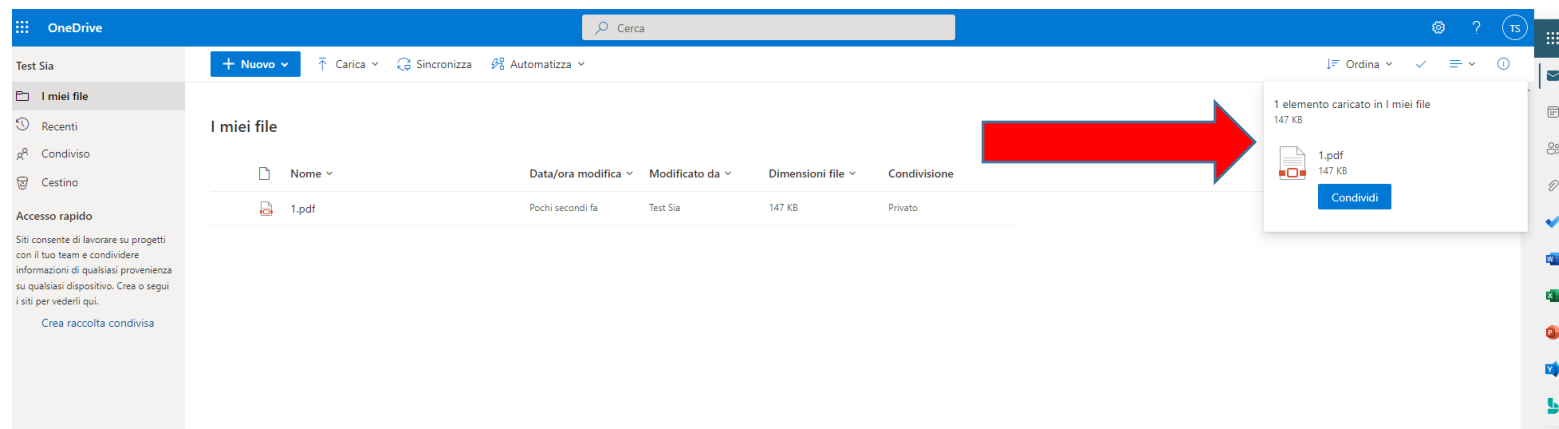 OneDrive
Cerca
TS
Test Sia
Nuovo
Carica
Sincronizza
Automatizza
Ordina
I miei file
Recenti
Condiviso
Cestino
Accesso rapido
Siti consente di lavorare su progetti
con il tuo team e condividere
informazioni di qualsiasi provenienza
su qualsiasi dispositivo. Crea o segui
i siti per vederli qui.
Crea raccolta condivisa
I miei file
Nome Data/ora modifica Modificato da Dimensioni file Condivisione
1.pdf Pochi secondi fa Test Sia 147 KB Privato
1 elemento caricato in I miei file
147 KB
1.pdf
147 KB
Condividi